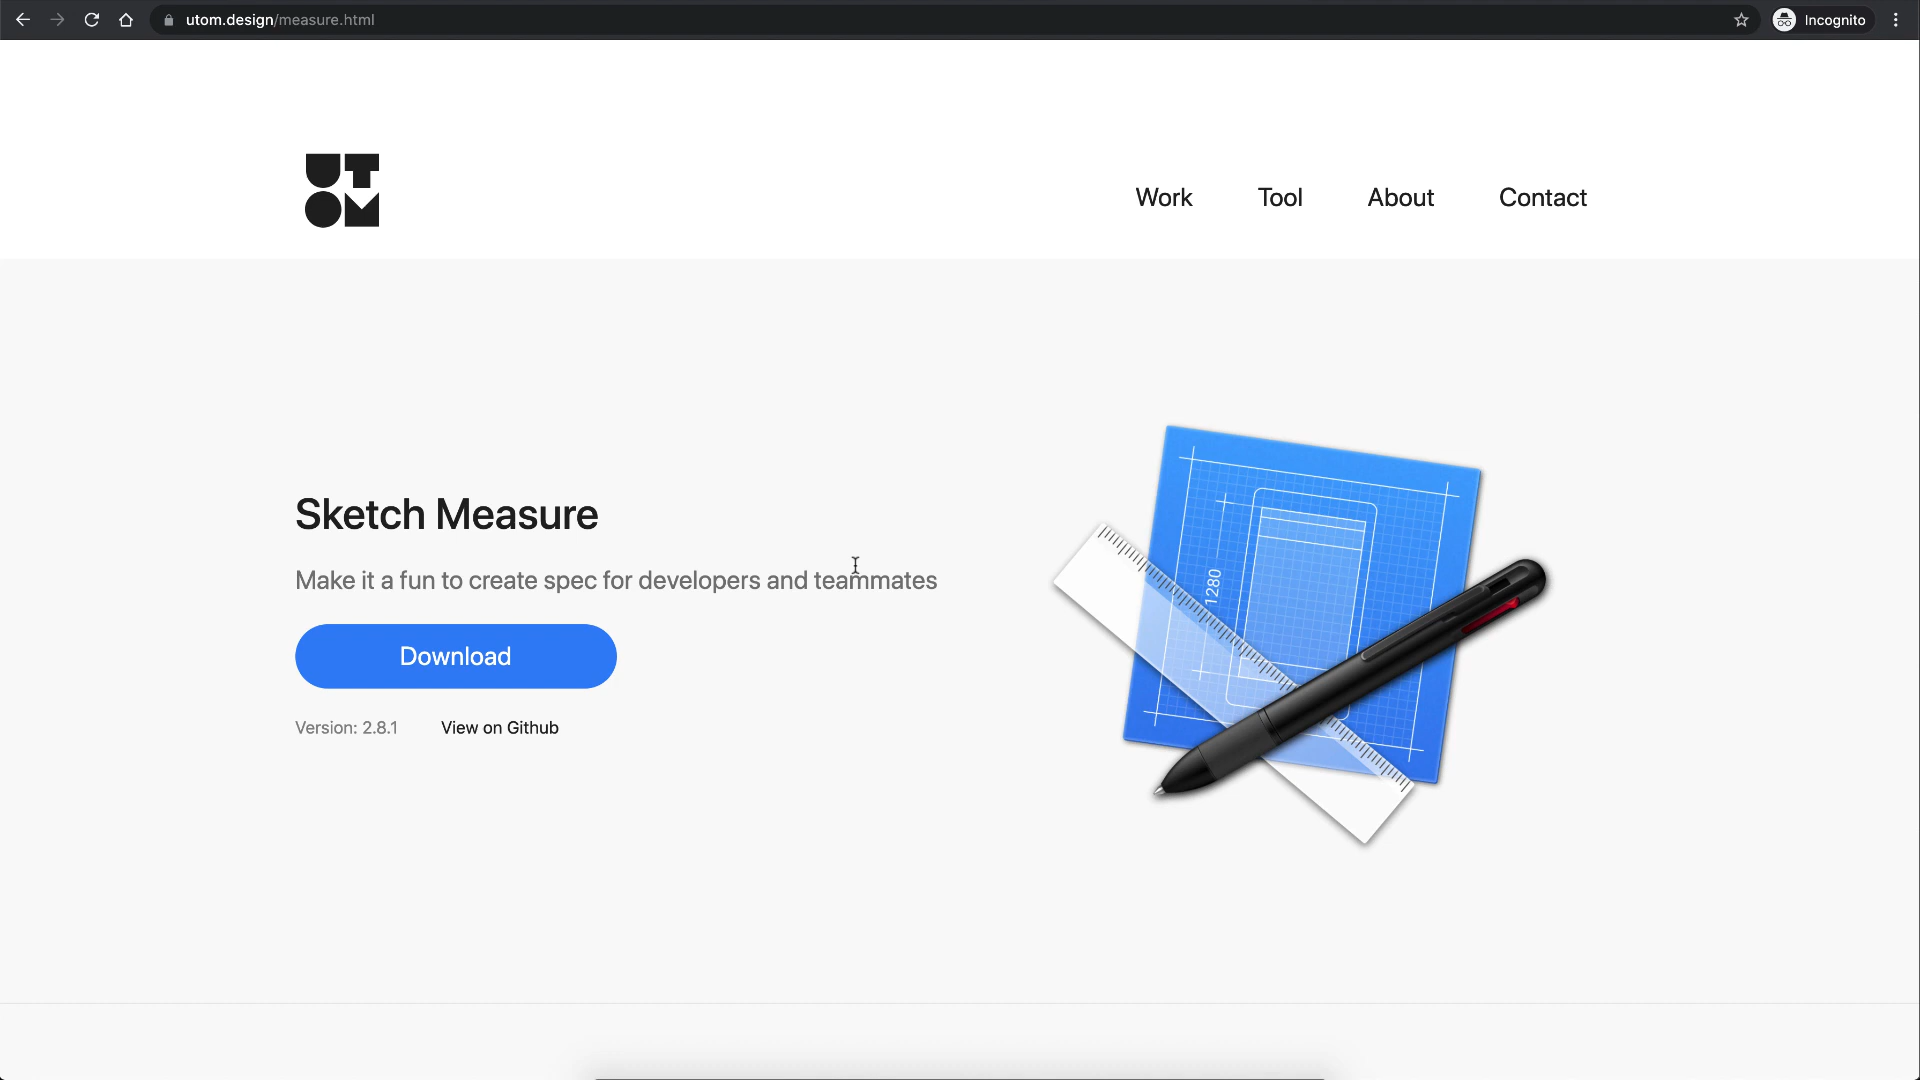 utom.design/measure.html
Incognito
UTOM
Work
Tool
About
Contact
Sketch Measure
Make it a fun to create spec for developers and teammates
1280
Download
Version: 2.8.1
View on Github